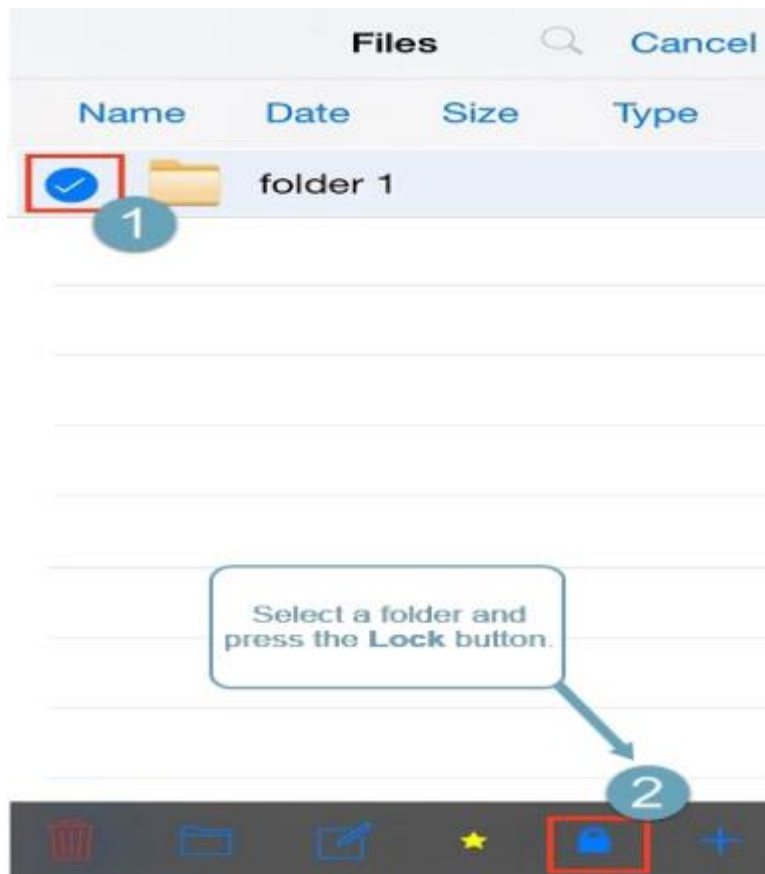 Files Cancel
Name Date Size Type
folder 1
1
Select a folder and
press the Lock button.
2